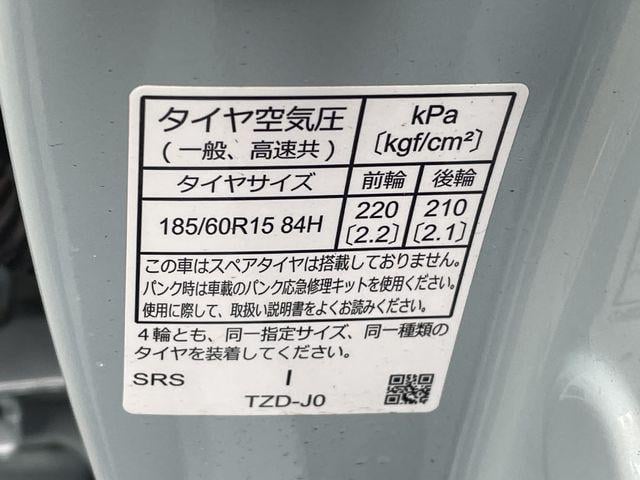 タイヤ空気圧 kPa
(一般、高速共) 〔kgf/cm²〕
タイヤサイズ 前輪 後輪
185/60R15 84H 220 210
〔2.2〕 〔2.1〕
この車はスペアタイヤは搭載しておりません。
パンク時は車載のパンク応急修理キットを使用ください。
使用に際して、取扱い説明書をよくお読みください。
4輪とも、同一指定サイズ、同一種類の
タイヤを装着してください。
SRS I
TZD-J0